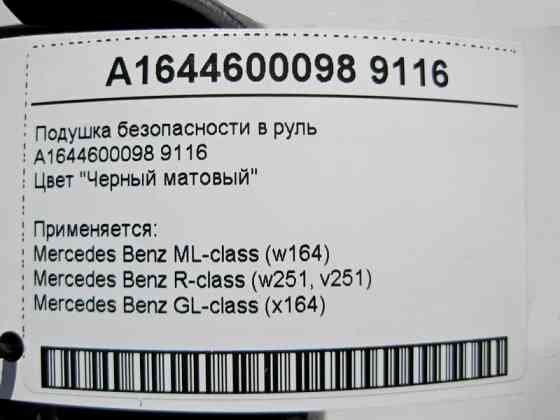 A1644600098 9116
Подушка безопасности в руль
A1644600098 9116
Цвет "Черный матовый"
Применяется:
Mercedes Benz ML-class (w164)
Mercedes Benz R-class (w251, v251)
Mercedes Benz GL-class (x164)